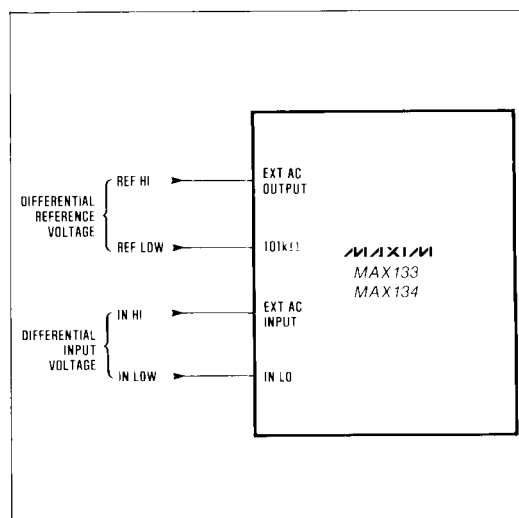 REF HI
EXT AC
OUTPUT
DIFFERENTIAL
REFERENCE
VOLTAGE
REF LOW
101kΩ
MAXIM
MAX133
MAX134
IN HI
EXT AC
INPUT
DIFFERENTIAL
INPUT
VOLTAGE
IN LOW
IN LO